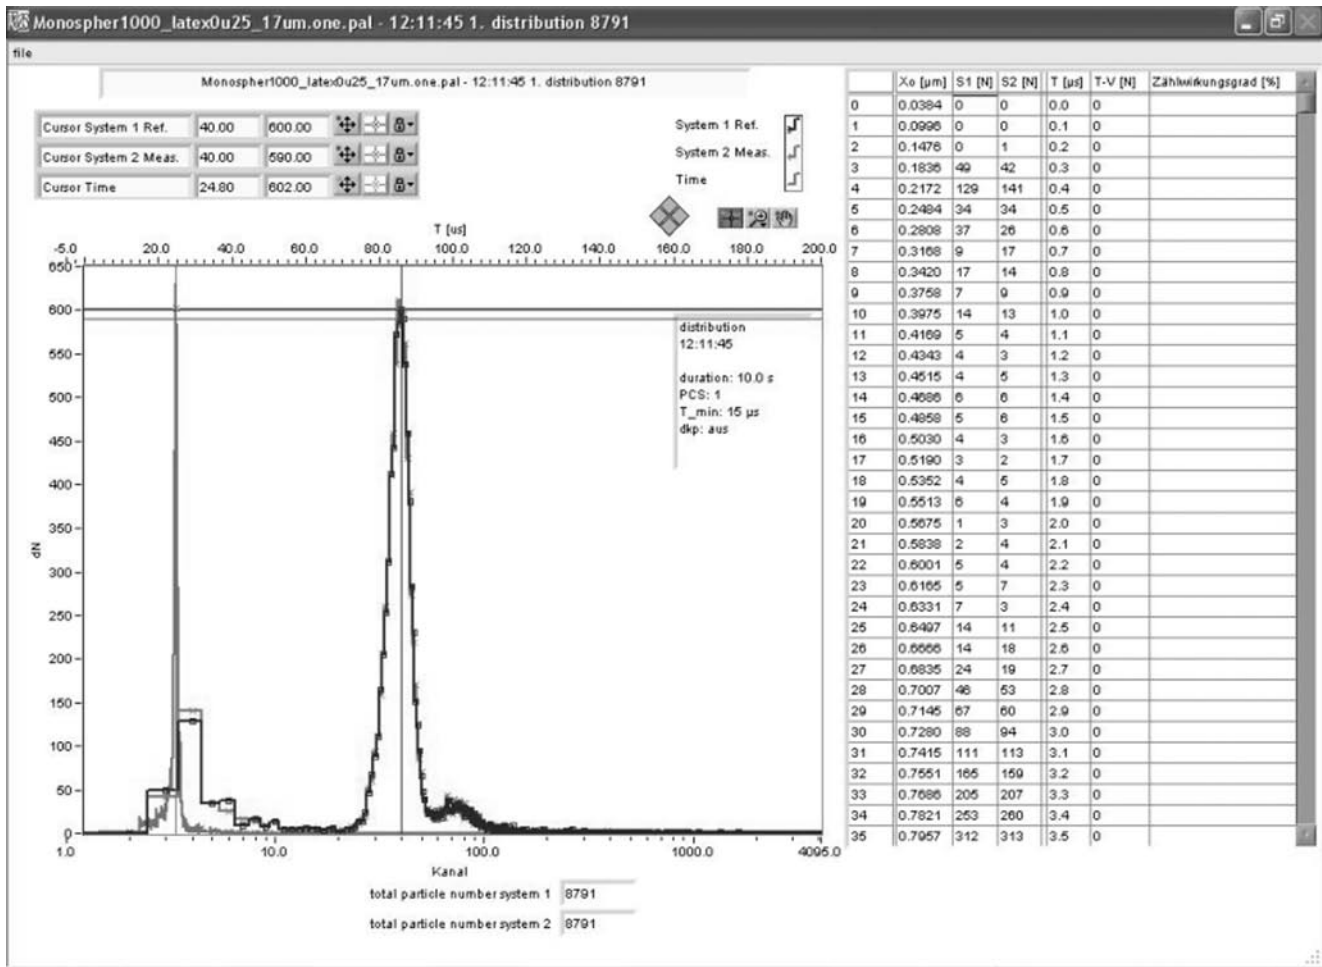 Monospher1000_latex0u25_17um.one.pal - 12:11:45 1. distribution 8791
file
Monospher1000_latex0u25_17um.one.pal - 12:11:45 1. distribution 8791
Cursor System 1 Ref. 40.00 600.00
Cursor System 2 Meas. 40.00 590.00
Cursor Time 24.80 602.00
System 1 Ref.
System 2 Meas.
Time
T [us]
-5.0 20.0 40.0 60.0 80.0 100.0 120.0 140.0 160.0 180.0 200.0
650
600
550
500
450
400
350
300
250
200
150
100
50
0
dN
distribution
12:11:45
duration: 10.0 s
PCS: 1
T_min: 15 µs
dkp: aus
1.0 10.0 100.0 1000.0 4095.0
Kanal
total particle number system 1 8791
total particle number system 2 8791
Xo [µm] S1 [N] S2 [N] T [µs] T-V [N] Zählwirkungsgrad [%]
0 0.0384 0 0 0.0 0
1 0.0996 0 0 0.1 0
2 0.1476 0 1 0.2 0
3 0.1836 49 42 0.3 0
4 0.2172 129 141 0.4 0
5 0.2484 34 34 0.5 0
6 0.2808 37 26 0.6 0
7 0.3168 9 17 0.7 0
8 0.3420 17 14 0.8 0
9 0.3758 7 9 0.9 0
10 0.3975 14 13 1.0 0
11 0.4169 5 4 1.1 0
12 0.4343 4 3 1.2 0
13 0.4515 4 5 1.3 0
14 0.4686 6 6 1.4 0
15 0.4858 5 6 1.5 0
16 0.5030 4 3 1.6 0
17 0.5190 3 2 1.7 0
18 0.5352 4 5 1.8 0
19 0.5513 6 4 1.9 0
20 0.5675 1 3 2.0 0
21 0.5838 2 4 2.1 0
22 0.6001 5 4 2.2 0
23 0.6165 5 7 2.3 0
24 0.6331 7 3 2.4 0
25 0.6497 14 11 2.5 0
26 0.6666 14 18 2.6 0
27 0.6835 24 19 2.7 0
28 0.7007 46 53 2.8 0
29 0.7145 67 60 2.9 0
30 0.7280 88 94 3.0 0
31 0.7415 111 113 3.1 0
32 0.7551 165 159 3.2 0
33 0.7686 205 207 3.3 0
34 0.7821 253 260 3.4 0
35 0.7957 312 313 3.5 0